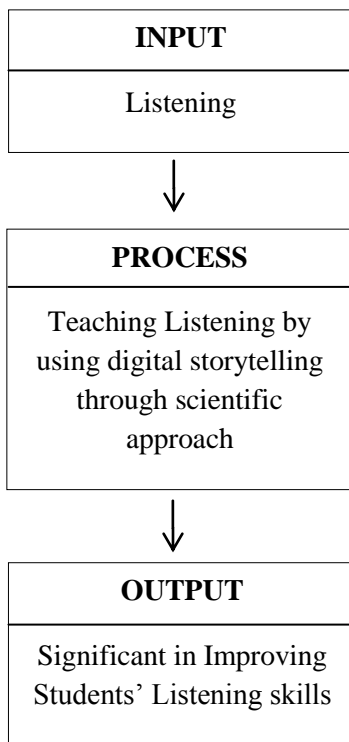 INPUT
Listening
PROCESS
Teaching Listening by
using digital storytelling
through scientific
approach
OUTPUT
Significant in Improving
Students’ Listening skills